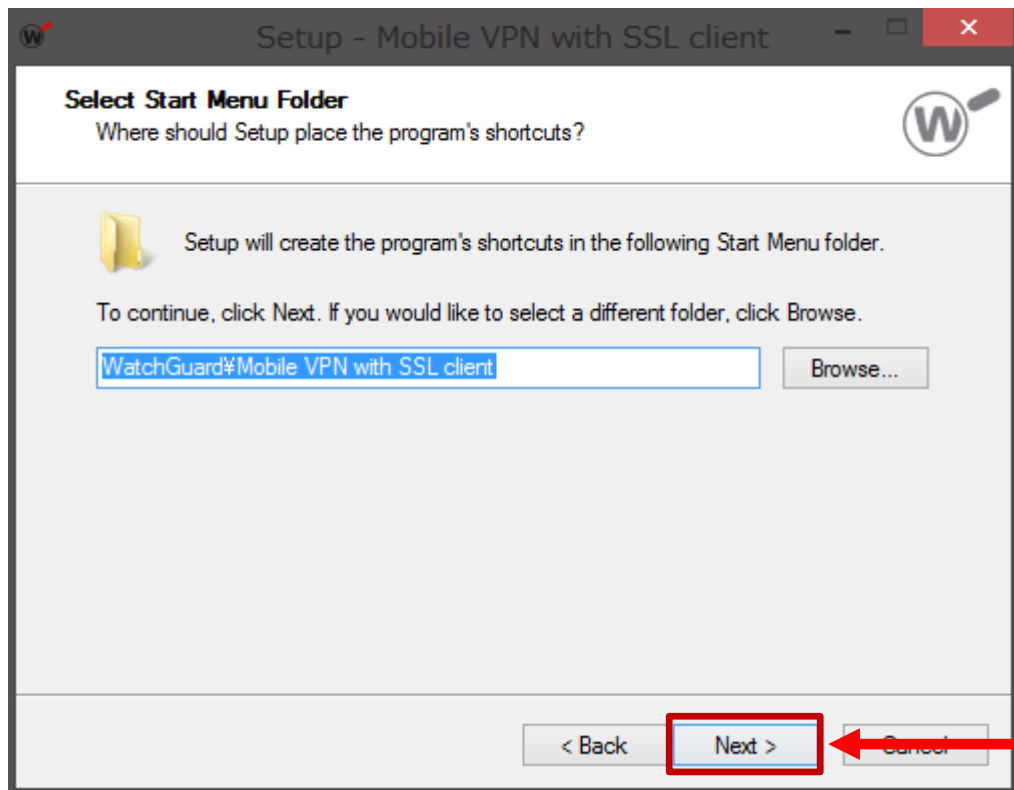 Setup - Mobile VPN with SSL client
Select Start Menu Folder
Where should Setup place the program's shortcuts?
W
Setup will create the program's shortcuts in the following Start Menu folder.
To continue, click Next. If you would like to select a different folder, click Browse.
WatchGuard¥Mobile VPN with SSL client
Browse...
< Back
Next >
Cancel